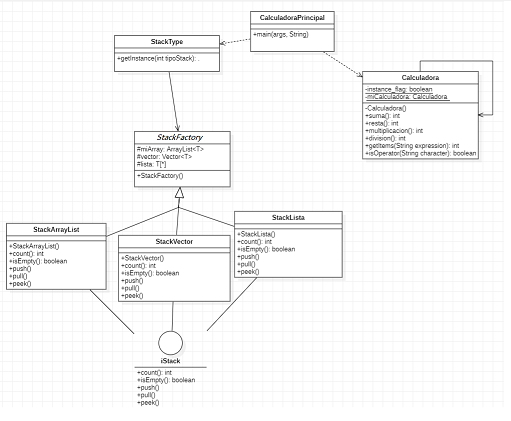 CalculadoraPrincipal
+main(args, String)
StackType
+getInstance(int tipoStack): .
Calculadora
-instance_flag: boolean
-miCalculadora: Calculadora
-Calculadora()
+suma(): int
+resta(): int
+multiplicacion(): int
+division(): int
+getItems(String expression): int
+isOperator(String character): boolean
StackFactory
#miArray: ArrayList<T>
#vector: Vector<T>
#lista: T[*]
+StackFactory()
StackArrayList
+StackArrayList()
+count(): int
+isEmpty(): boolean
+push()
+pull()
+peek()
StackVector
+StackVector()
+count(): int
+isEmpty(): boolean
+push()
+pull()
+peek()
StackLista
+StackLista()
+count(): int
+isEmpty(): boolean
+push()
+pull()
+peek()
iStack
+count(): int
+isEmpty(): boolean
+push()
+pull()
+peek()